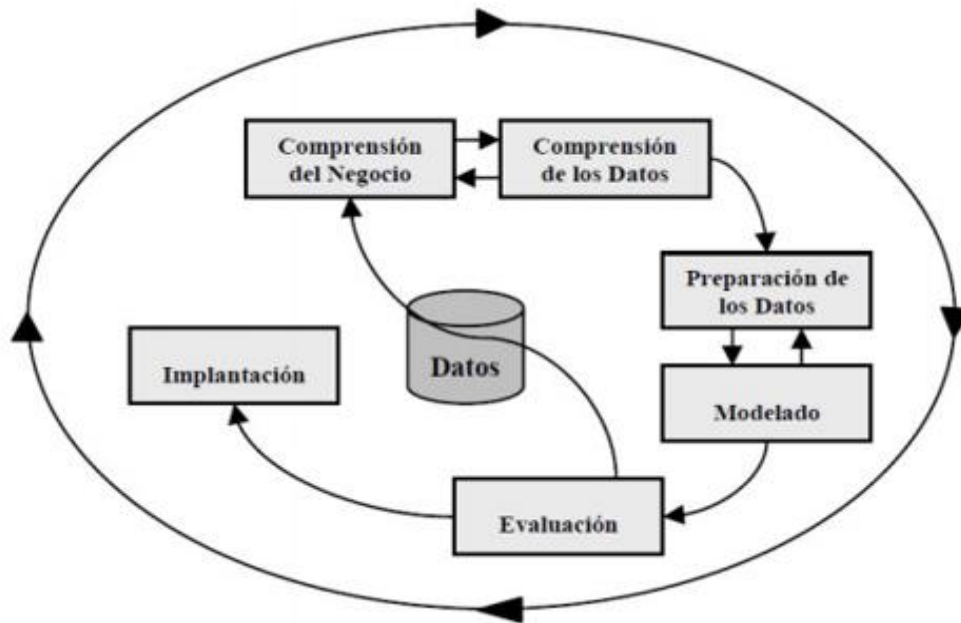 Comprensión
del Negocio
Comprensión
de los Datos
Preparación de
los Datos
Datos
Implantación
Modelado
Evaluación